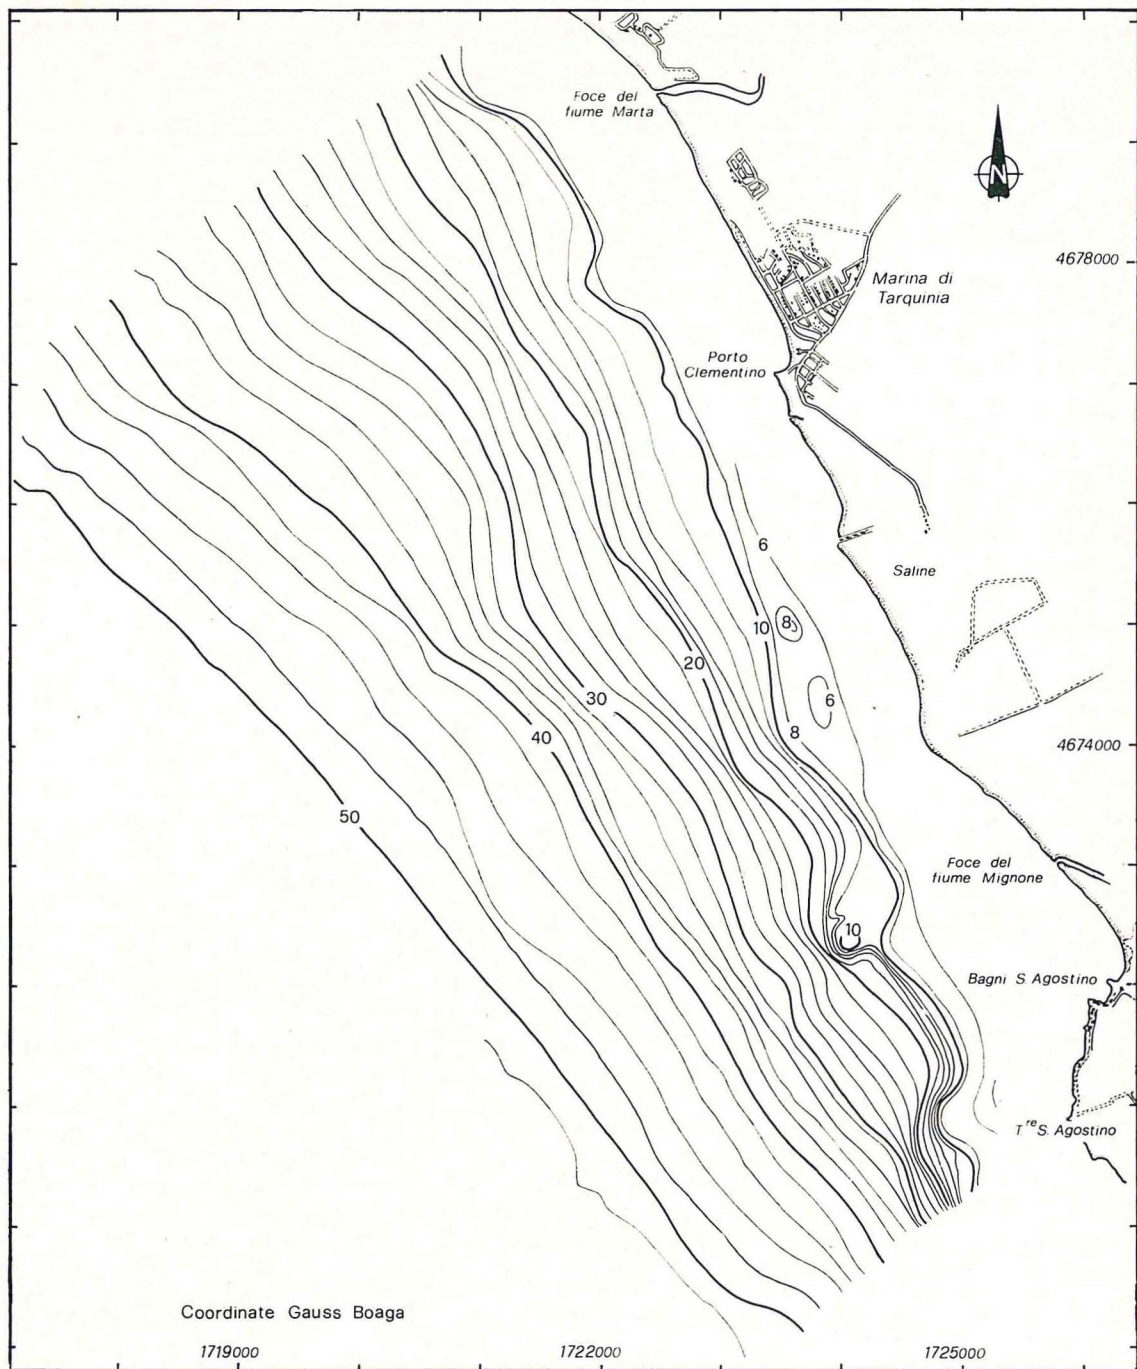 Foce del
fiume Marta
N
4678000
Marina di
Tarquinia
Porto
Clementino
6
Saline
8
10
20
6
30
8
40
4674000
50
Foce del
fiume Mignone
10
Bagni S. Agostino
Tre S. Agostino
Coordinate Gauss Boaga
1719000
1722000
1725000